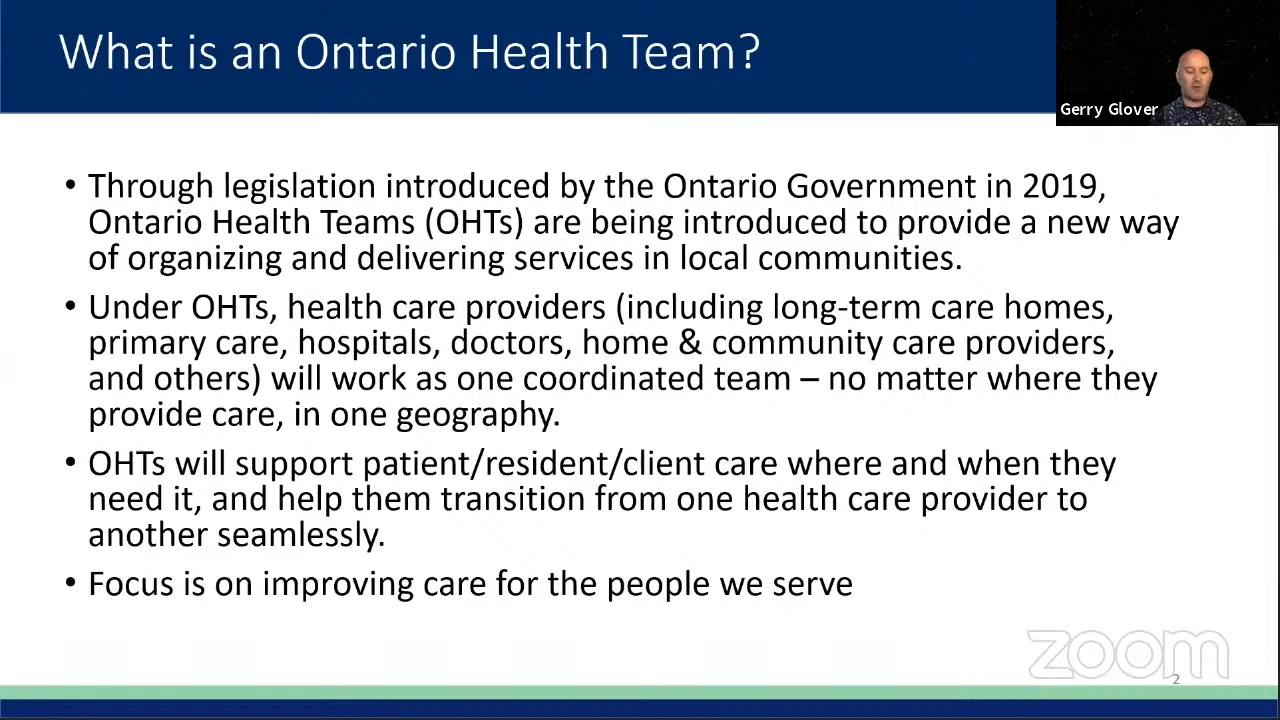 What is an Ontario Health Team?
Gerry Glover
• Through legislation introduced by the Ontario Government in 2019,
Ontario Health Teams (OHTs) are being introduced to provide a new way
of organizing and delivering services in local communities.
• Under OHTs, health care providers (including long-term care homes,
primary care, hospitals, doctors, home & community care providers,
and others) will work as one coordinated team – no matter where they
provide care, in one geography.
• OHTs will support patient/resident/client care where and when they
need it, and help them transition from one health care provider to
another seamlessly.
• Focus is on improving care for the people we serve
zoom
2